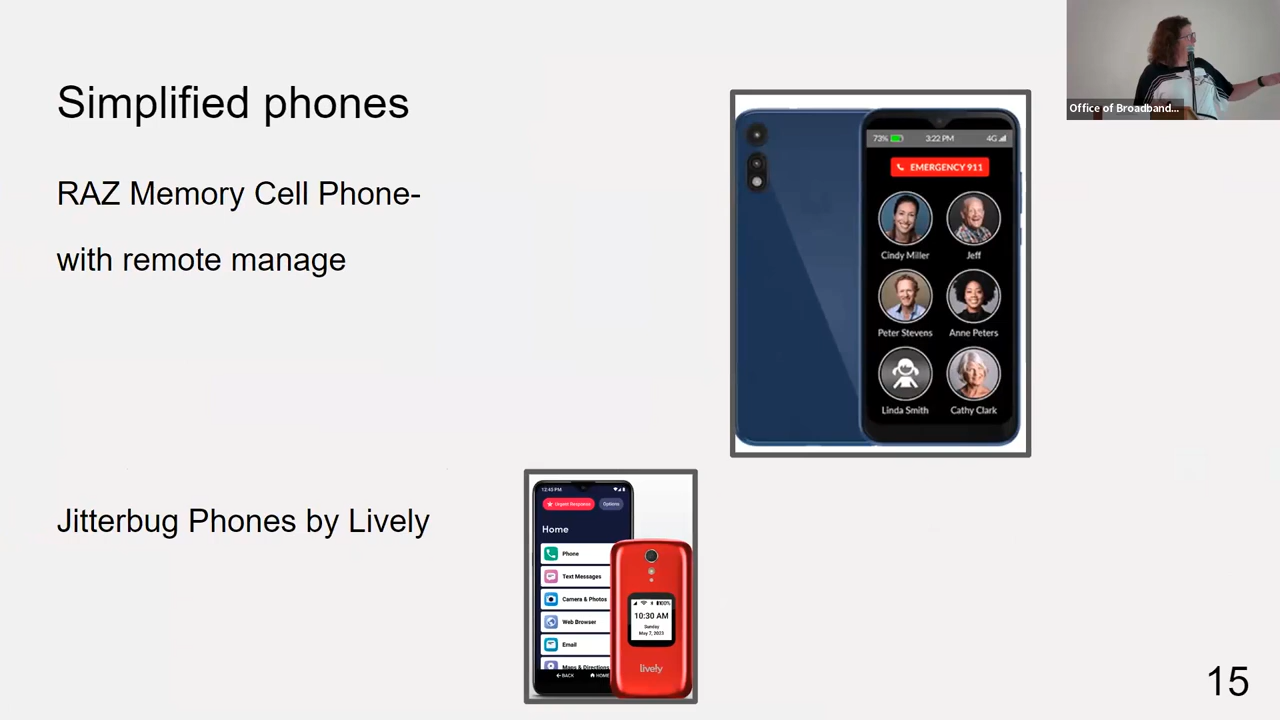 Simplified phones
RAZ Memory Cell Phone-
with remote manage
Jitterbug Phones by Lively
73% 3:22 PM 4G
EMERGENCY 911
Cindy Miller Jeff
Peter Stevens Anne Peters
Linda Smith Cathy Clark
12:45 PM
Urgent Response Options
Home
Phone
Text Messages
Camera & Photos
Web Browser
Email
Maps & Directions
BACK HOME
100%
10:30 AM
Sunday
May 7, 2023
lively
Office of Broadband...
15